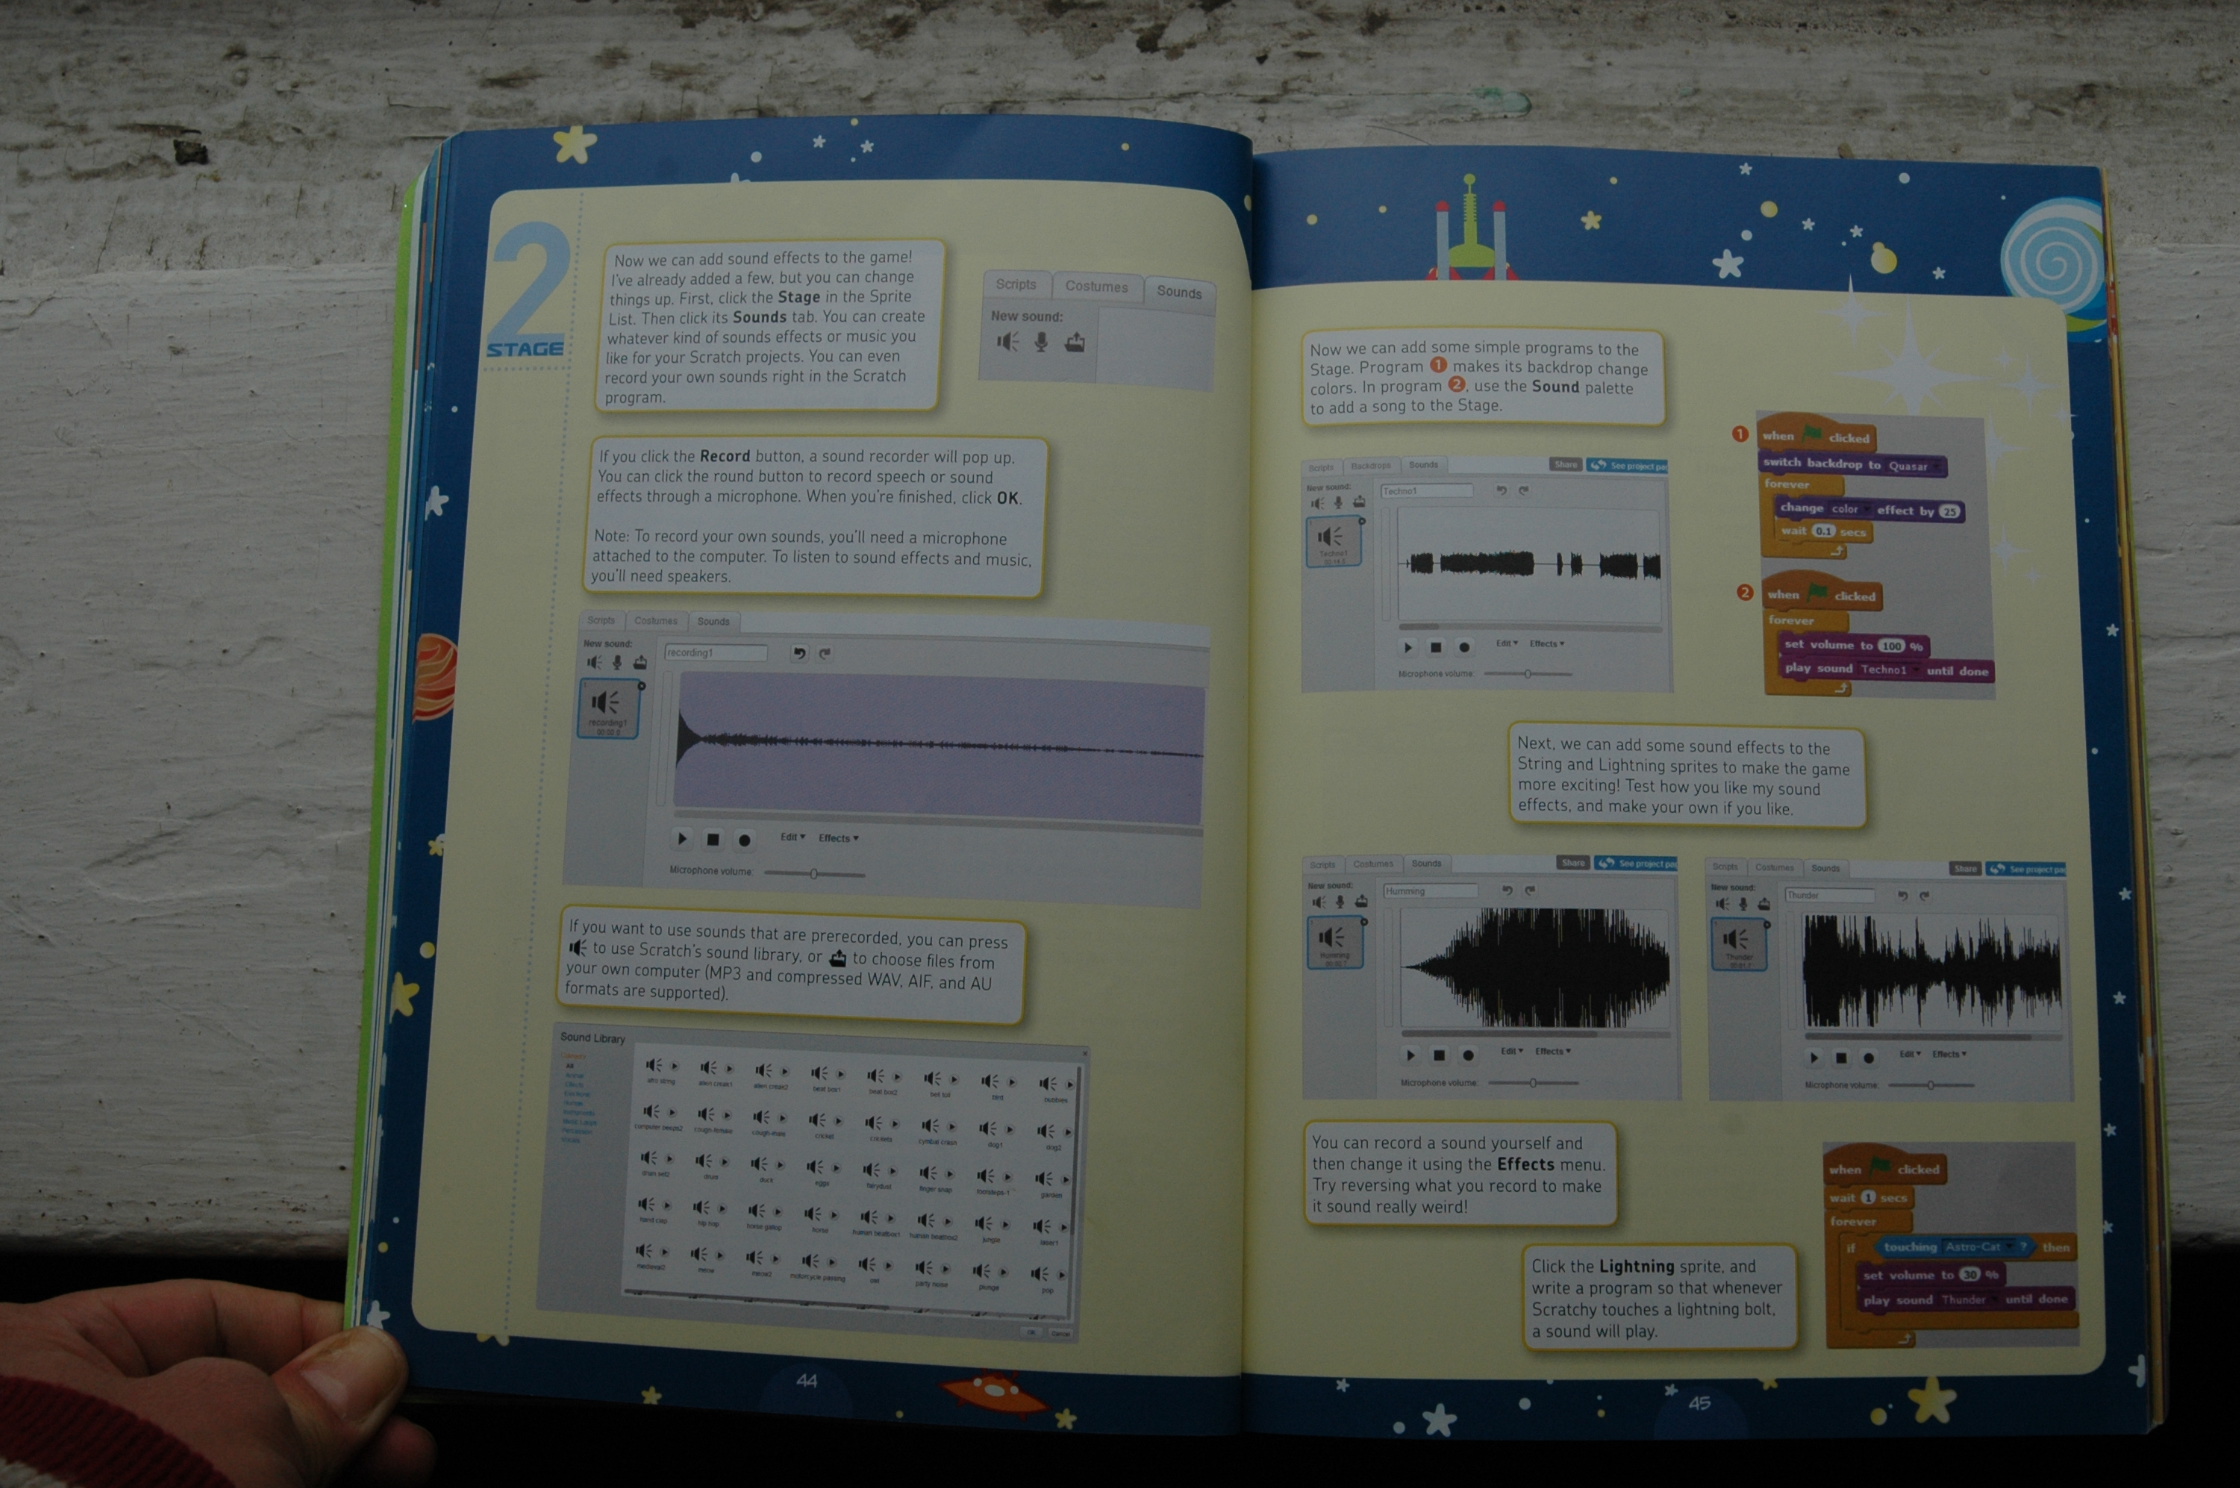 2
STAGE
Now we can add sound effects to the game!
I've already added a few, but you can change
things up. First, click the Stage in the Sprite
List. Then click its Sounds tab. You can create
whatever kind of sounds effects or music you
like for your Scratch projects. You can even
record your own sounds right in the Scratch
program.
Scripts Costumes Sounds
New sound:
If you click the Record button, a sound recorder will pop up.
You can click the round button to record speech or sound
effects through a microphone. When you're finished, click OK.
Note: To record your own sounds, you'll need a microphone
attached to the computer. To listen to sound effects and music,
you'll need speakers.
Scripts Costumes Sounds
New sound:
recording1
recording1
Edit Effects
Microphone volume:
If you want to use sounds that are prerecorded, you can press
to use Scratch's sound library, or to choose files from
your own computer (MP3 and compressed WAV, AIF, and AU
formats are supported).
Sound Library
44
Now we can add some simple programs to the
Stage. Program 1 makes its backdrop change
colors. In program 2, use the Sound palette
to add a song to the Stage.
1
when clicked
switch backdrop to Quasar
forever
change color effect by 25
wait 0.1 secs
2
when clicked
forever
set volume to 100 %
play sound Techno1 until done
Scripts Backdrops Sounds
Share See project pa
New sound:
Techno1
Techno1
Edit Effects
Microphone volume:
Next, we can add some sound effects to the
String and Lightning sprites to make the game
more exciting! Test how you like my sound
effects, and make your own if you like.
Scripts Costumes Sounds
Share See project pa
New sound:
Humming
Humming
Edit Effects
Microphone volume:
Scripts Costumes Sounds
Share See project pa
New sound:
Thunder
Thunder
Edit Effects
Microphone volume:
You can record a sound yourself and
then change it using the Effects menu.
Try reversing what you record to make
it sound really weird!
Click the Lightning sprite, and
write a program so that whenever
Scratchy touches a lightning bolt,
a sound will play.
when clicked
wait 1 secs
forever
if touching Astro-Cat ? then
set volume to 30 %
play sound Thunder until done
45